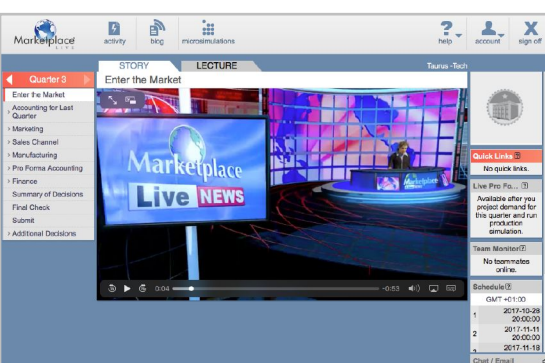 Marketplace
LIVE
activity
blog
microsimulations
help
account
sign off
STORY
LECTURE
Taurus -Tech
Quarter 3
Enter the Market
Enter the Market
Accounting for Last
Quarter
Marketing
Sales Channel
Manufacturing
Pro Forma Accounting
Finance
Summary of Decisions
Final Check
Submit
Additional Decisions
Marketplace
Live NEWS
Marketplace
0:04
-0:53
Quick Links
No quick links.
Live Pro Fo...
Available after you
project demand for
this quarter and run
production
simulation.
Team Monitor
No teammates
online.
Schedule
GMT +01:00
1 2017-10-28
20:00:00
2 2017-11-11
20:00:00
2017-11-18
Chat / Email